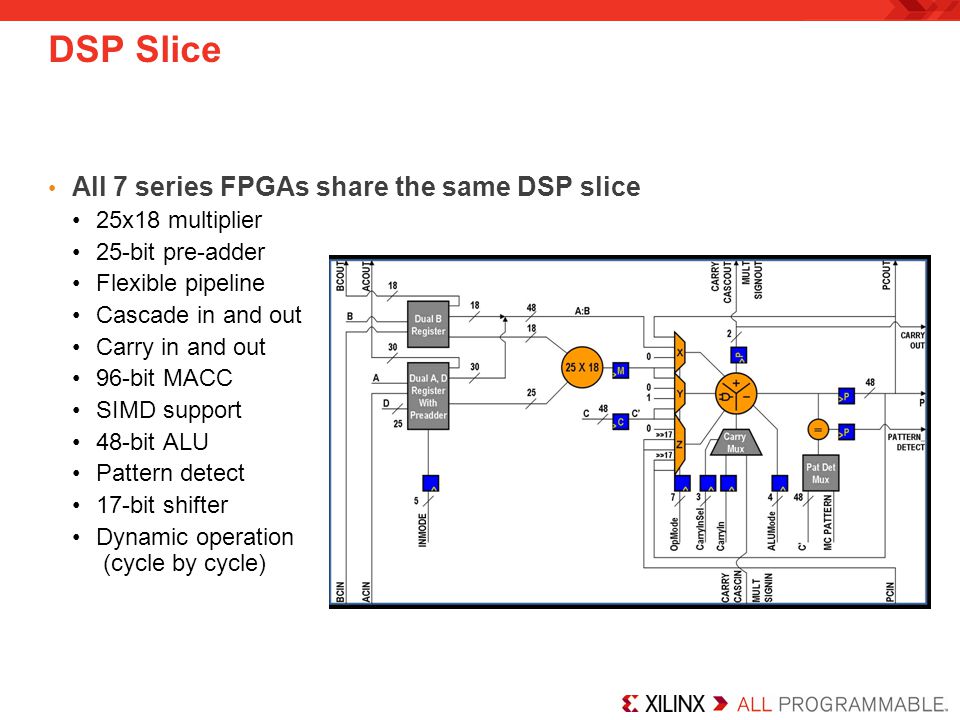 DSP Slice
• All 7 series FPGAs share the same DSP slice
• 25x18 multiplier
• 25-bit pre-adder
• Flexible pipeline
• Cascade in and out
• Carry in and out
• 96-bit MACC
• SIMD support
• 48-bit ALU
• Pattern detect
• 17-bit shifter
• Dynamic operation
(cycle by cycle)
BCOUT
ACOUT
CARRY
CASCOUT
MULT
SIGNOUT
PCOUT
18
B
Dual B
Register
18
48
A:B
18
30
A
D
25
Dual A, D
Register
With
Preadder
30
25
25 X 18
M
C
48
C'
C
0
X
0
1
Y
0
>>17
>>17
Z
2
P
+
−
Carry
Mux
CARRY
OUT
P
48
P
=
P
PATTERN_
DETECT
Pat Det
Mux
5
INMODE
7
OpMode
3
CarryInSel
CarryIn
4
ALUMode
48
C'
MC PATTERN
BCIN
ACIN
CARRY
CASCIN
MULT
SIGNIN
PCIN
XILINX ALL PROGRAMMABLE™